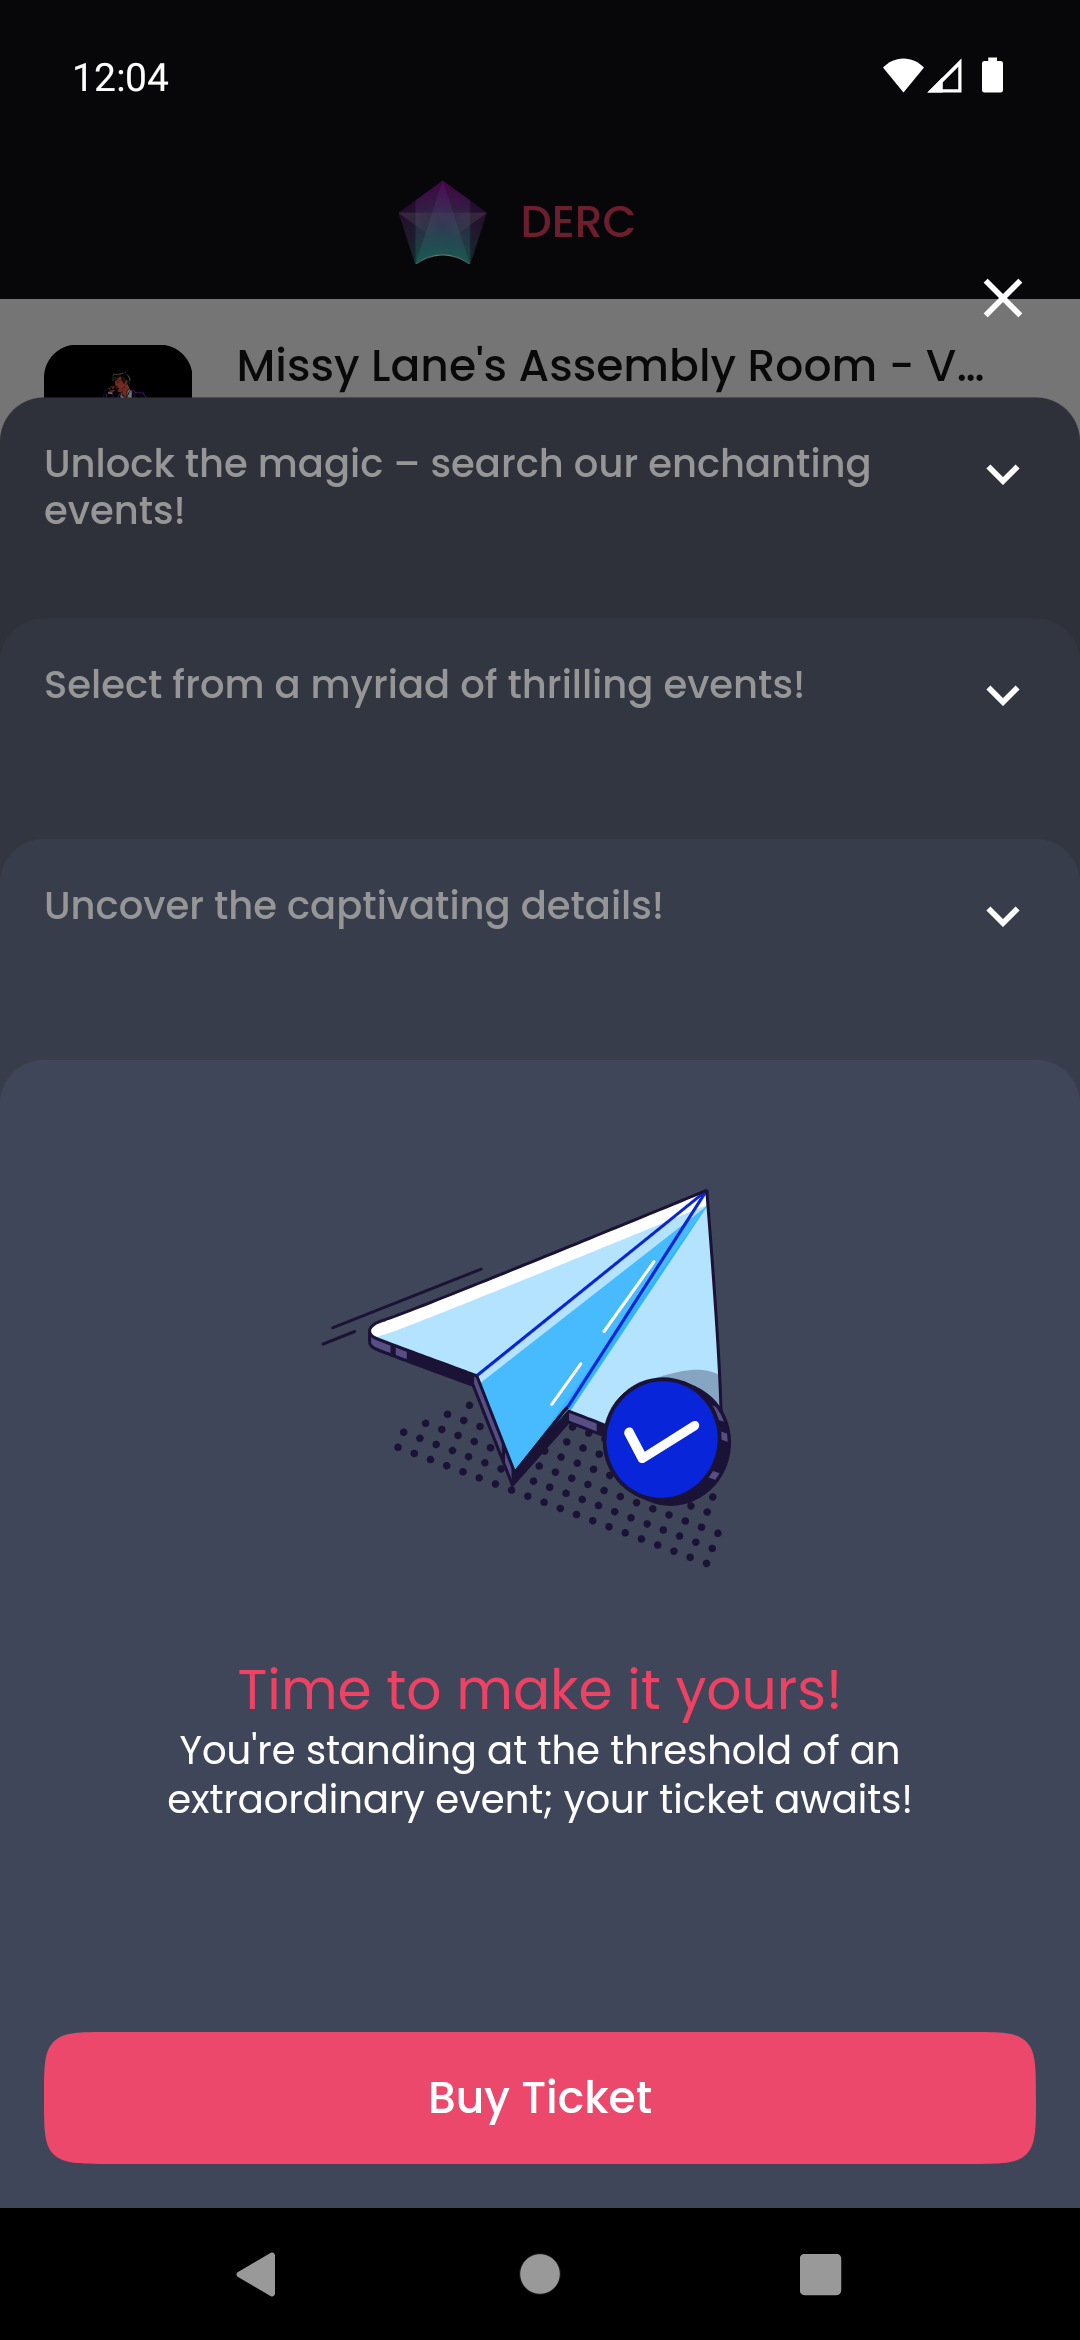 12:04
DERC
Missy Lane's Assembly Room - V...
Unlock the magic – search our enchanting
events!
Select from a myriad of thrilling events!
Uncover the captivating details!
Time to make it yours!
You're standing at the threshold of an
extraordinary event; your ticket awaits!
Buy Ticket